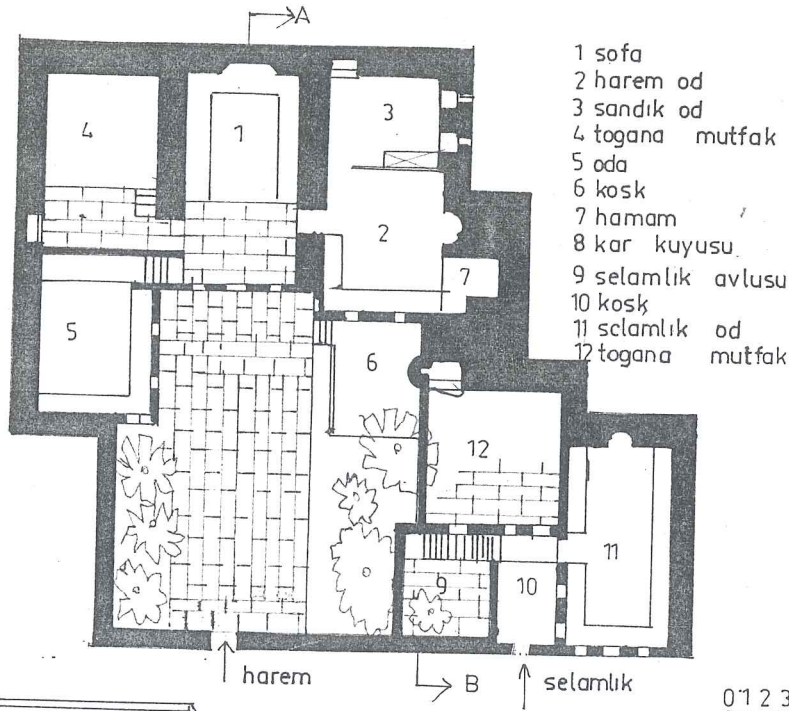 A
1 sofa
2 harem od
3 sandık od
4 togana mutfak
5 oda
6 kosk
7 hamam
8 kar kuyusu
9 selamlık avlusu
10 kosk
11 sclamlık od
12 togana mutfak
4
1
3
2
7
5
6
12
11
9
10
harem
B
selamlık
0 1 2 3